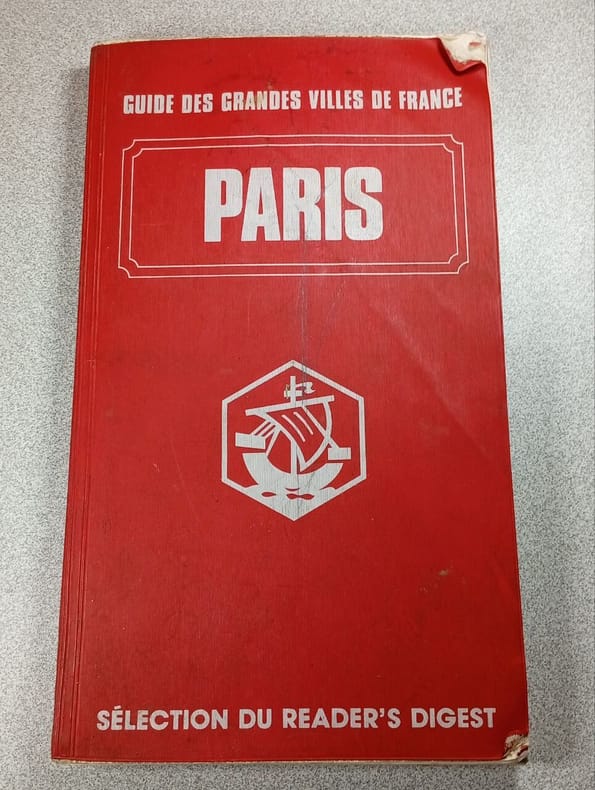 GUIDE DES GRANDES VILLES DE FRANCE
PARIS
SÉLECTION DU READER'S DIGEST